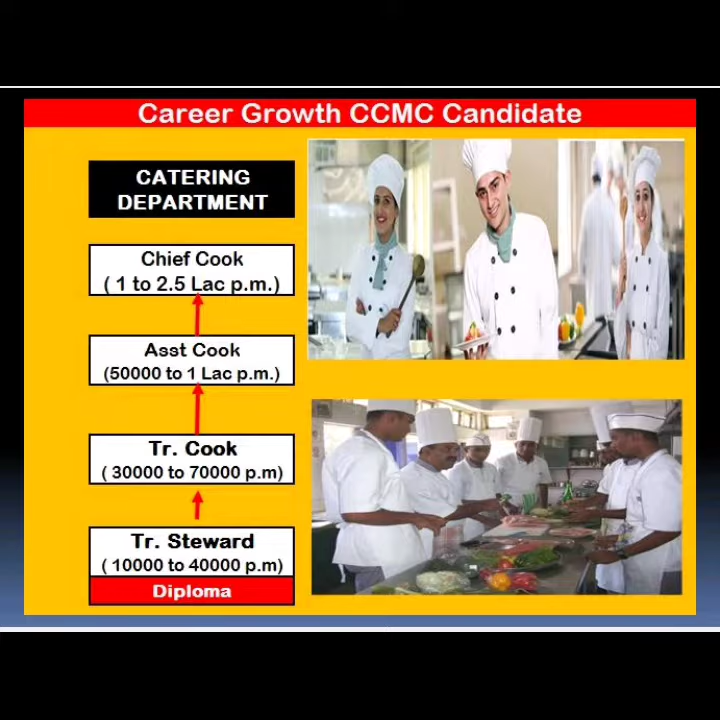 Career Growth CCMC Candidate
CATERING
DEPARTMENT
Chief Cook
( 1 to 2.5 Lac p.m.)
Asst Cook
(50000 to 1 Lac p.m.)
Tr. Cook
( 30000 to 70000 p.m)
Tr. Steward
( 10000 to 40000 p.m)
Diploma